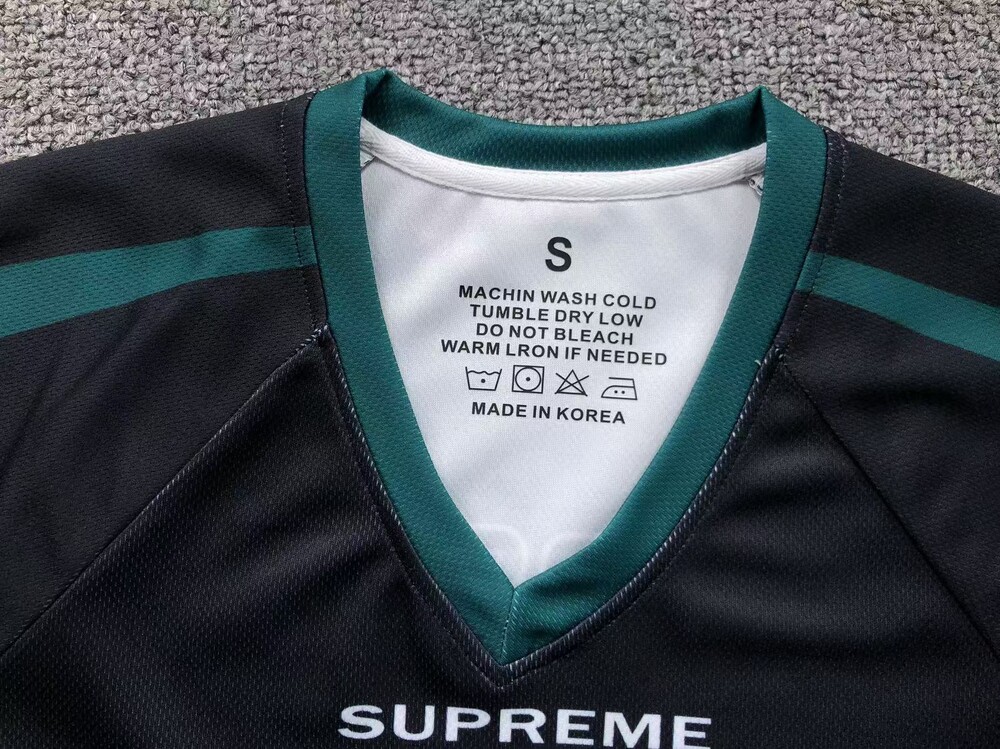 S
MACHIN WASH COLD
TUMBLE DRY LOW
DO NOT BLEACH
WARM LRON IF NEEDED
MADE IN KOREA
SUPREME